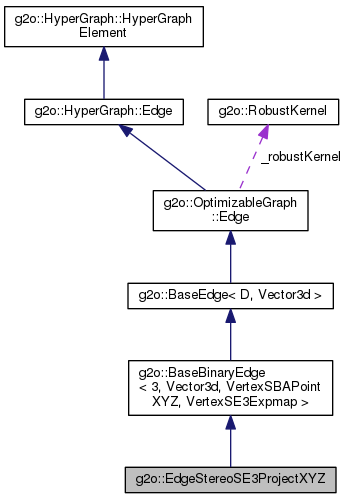 g2o::HyperGraph::HyperGraph
Element
g2o::HyperGraph::Edge
g2o::RobustKernel
_robustKernel
g2o::OptimizableGraph
::Edge
g2o::BaseEdge< D, Vector3d >
g2o::BaseBinaryEdge
< 3, Vector3d, VertexSBAPoint
XYZ, VertexSE3Expmap >
g2o::EdgeStereoSE3ProjectXYZ